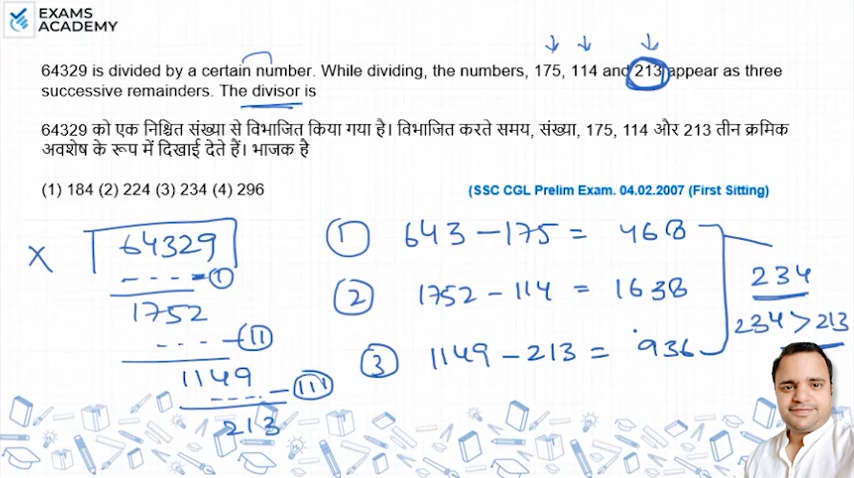 EXAMS
ACADEMY
64329 is divided by a certain number. While dividing, the numbers, 175, 114 and 213 appear as three
successive remainders. The divisor is
64329 को एक निश्चित संख्या से विभाजित किया गया है। विभाजित करते समय, संख्या, 175, 114 और 213 तीन क्रमिक
अवशेष के रूप में दिखाई देते हैं। भाजक है
(1) 184 (2) 224 (3) 234 (4) 296
(SSC CGL Prelim Exam. 04.02.2007 (First Sitting)
X 64329
- - - - I
1752
- - - - II
1149
- - - - III
213
1 643 - 175 = 468
2 1752 - 114 = 1638
3 1149 - 213 = 936
234
234 > 213